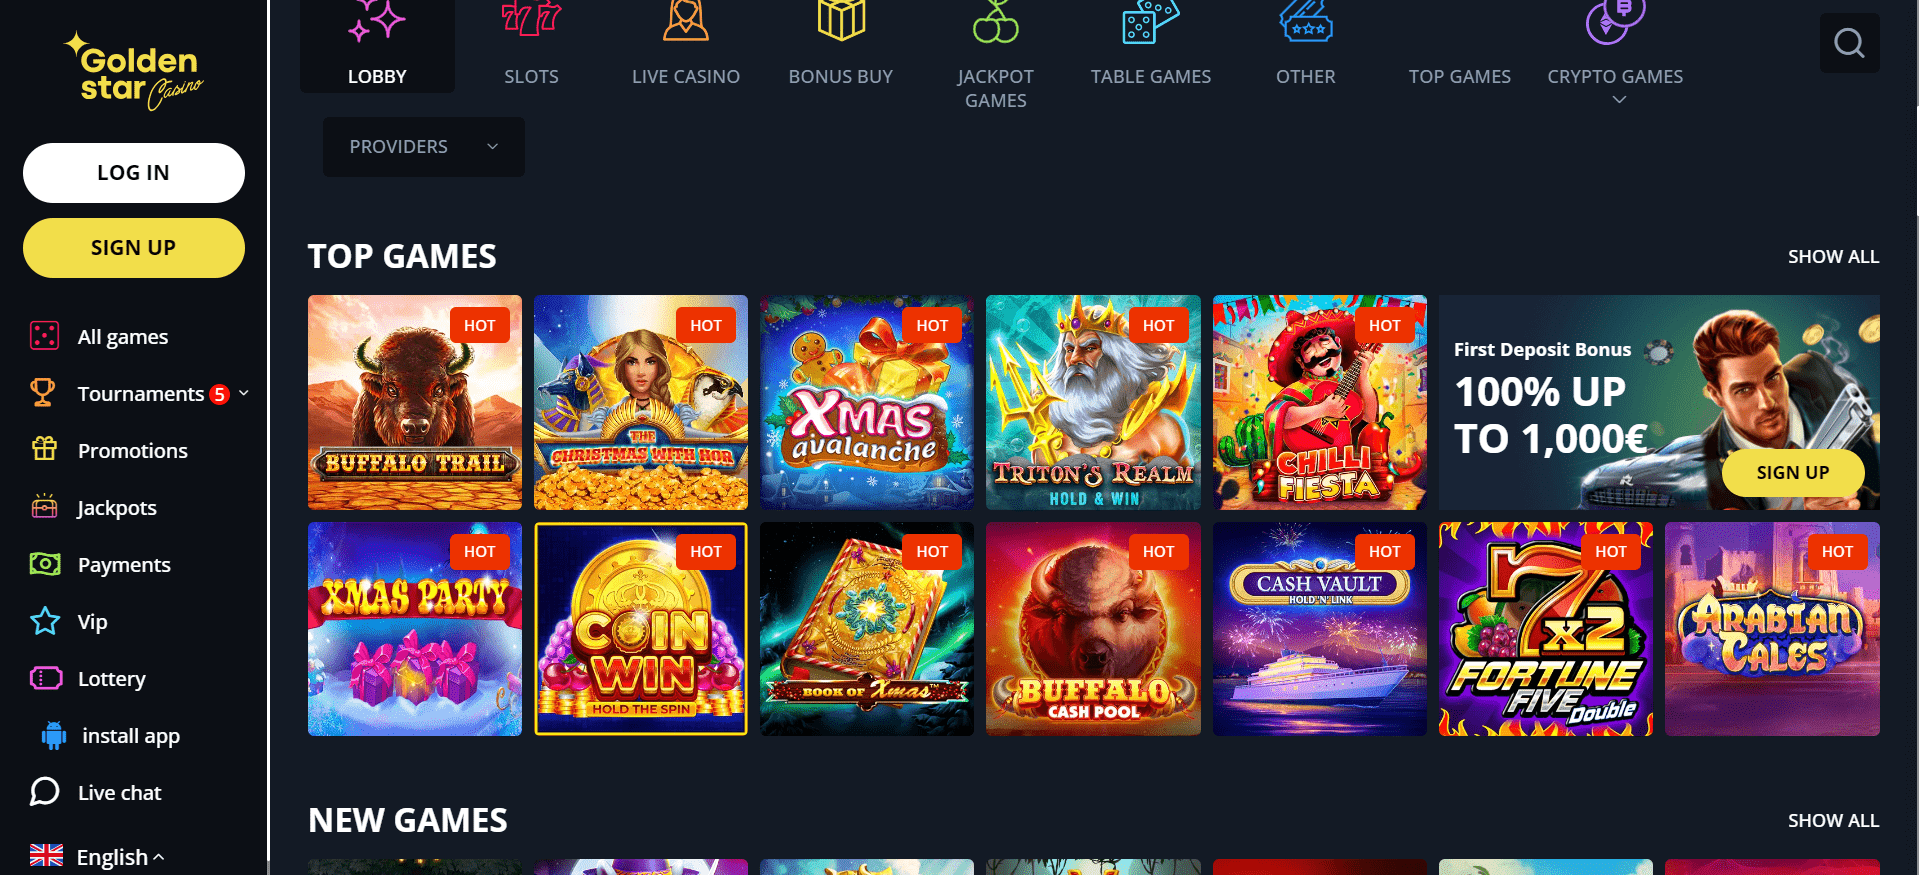 Golden
star
Casino
LOG IN
SIGN UP
All games
Tournaments 5
Promotions
Jackpots
Payments
Vip
Lottery
install app
Live chat
English
777
LOBBY
SLOTS
LIVE CASINO
BONUS BUY
JACKPOT
GAMES
TABLE GAMES
OTHER
TOP GAMES
CRYPTO GAMES
PROVIDERS
TOP GAMES
SHOW ALL
HOT
BUFFALO TRAIL
HOT
THE
CHRISTMAS WITH HOR
HOT
XMAS
avalanche
HOT
TRITON'S REALM
HOLD & WIN
HOT
CHILLI
FIESTA
First Deposit Bonus
100% UP
TO 1,000€
SIGN UP
HOT
XMAS PARTY
HOT
COIN
WIN
HOLD THE SPIN
HOT
BOOK OF Xmas™
HOT
BUFFALO
CASH POOL
HOT
CASH VAULT
HOLD 'N' LINK
HOT
7
x2
FORTUNE
FIVE
Double
HOT
ARABIAN
TALES
NEW GAMES
SHOW ALL